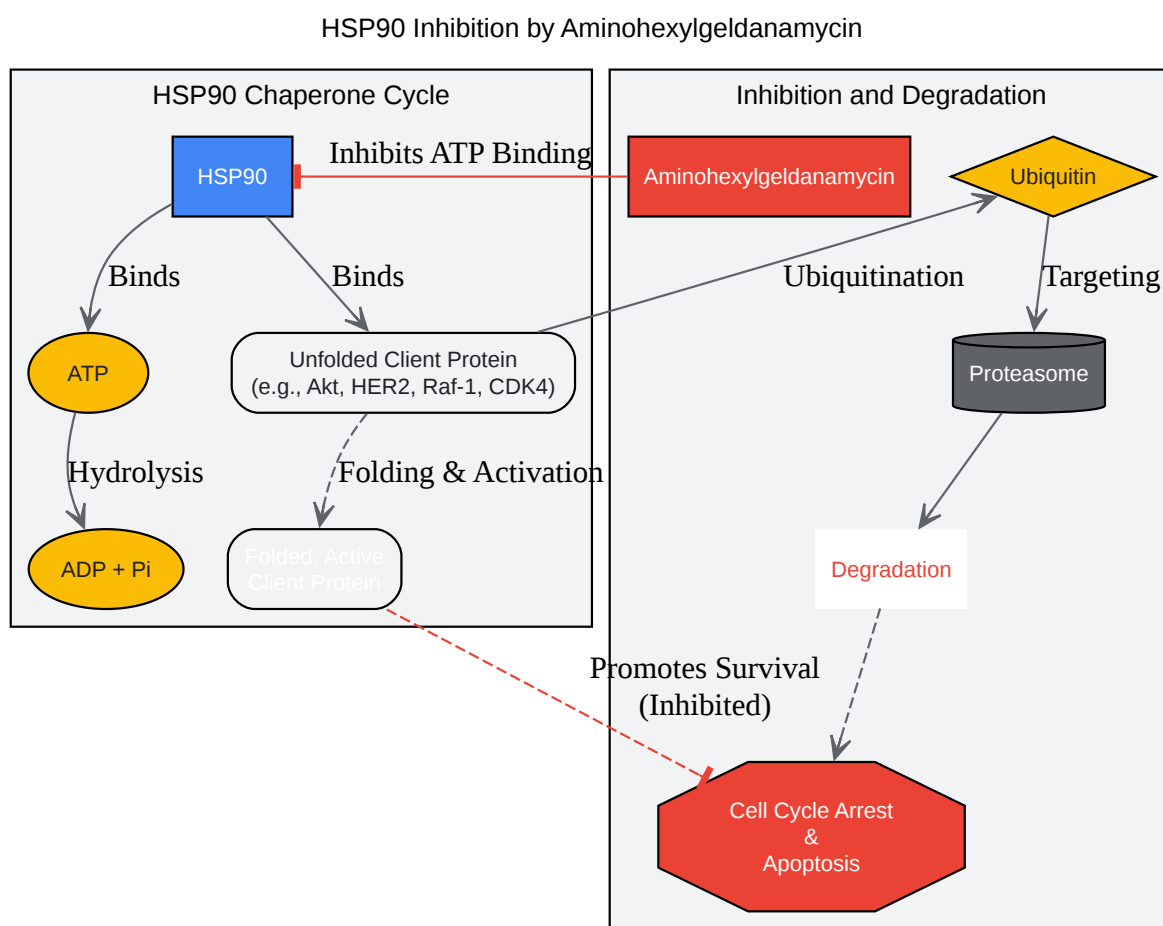 HSP90 Inhibition by Aminohexylgeldanamycin
HSP90 Chaperone Cycle
Inhibition and Degradation
HSP90
Inhibits ATP Binding
Aminohexylgeldanamycin
Ubiquitin
Binds
Binds
Ubiquitination
Targeting
ATP
Unfolded Client Protein
(e.g., Akt, HER2, Raf-1, CDK4)
Proteasome
Hydrolysis
Folding & Activation
ADP + Pi
Folded, Active
Client Protein
Degradation
Promotes Survival
(Inhibited)
Cell Cycle Arrest
&
Apoptosis